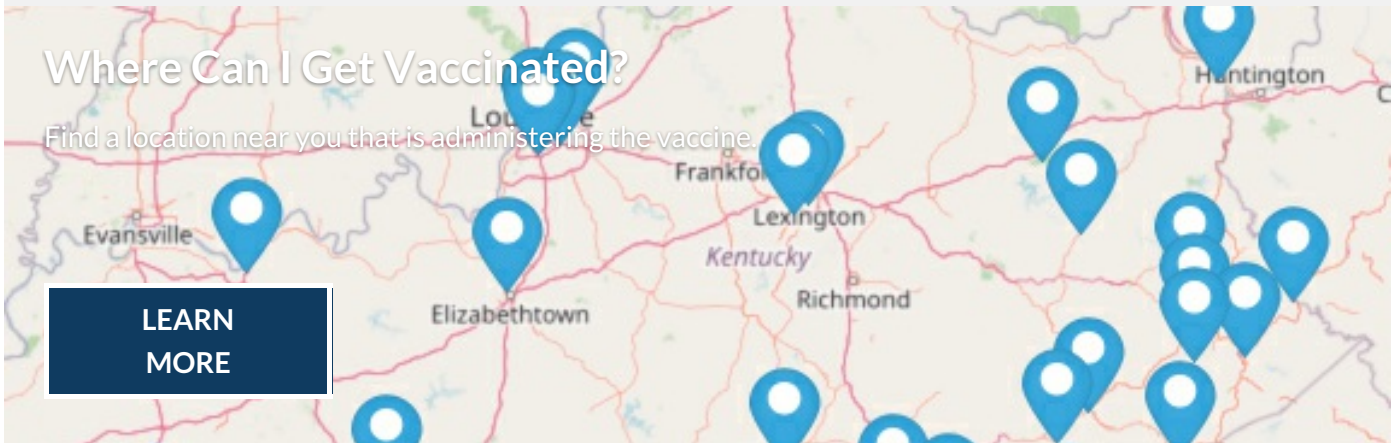 Where Can I Get Vaccinated?
Find a location near you that is administering the vaccine.
Huntington
Frankfo
Lexington
Evansville
Kentucky
Richmond
Elizabethtown
LEARN
MORE